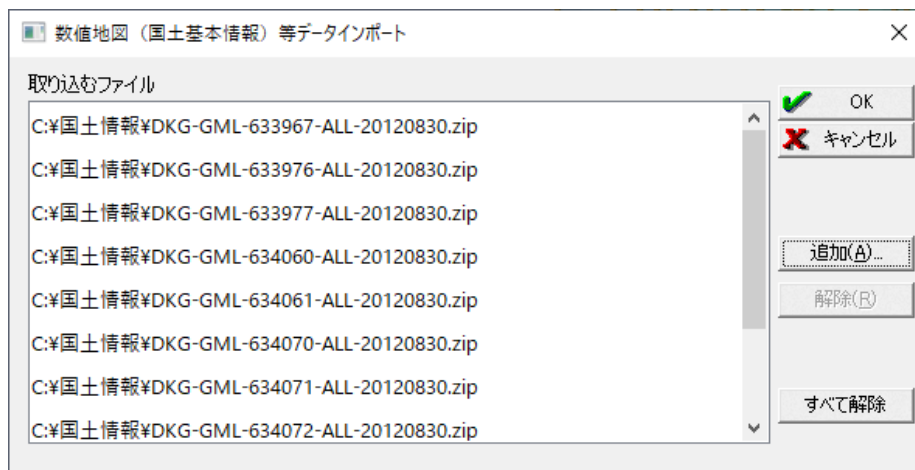 数値地図（国土基本情報）等データインポート
取り込むファイル
C:¥国土情報¥DKG-GML-633967-ALL-20120830.zip
C:¥国土情報¥DKG-GML-633976-ALL-20120830.zip
C:¥国土情報¥DKG-GML-633977-ALL-20120830.zip
C:¥国土情報¥DKG-GML-634060-ALL-20120830.zip
C:¥国土情報¥DKG-GML-634061-ALL-20120830.zip
C:¥国土情報¥DKG-GML-634070-ALL-20120830.zip
C:¥国土情報¥DKG-GML-634071-ALL-20120830.zip
C:¥国土情報¥DKG-GML-634072-ALL-20120830.zip
OK
キャンセル
追加(A)...
解除(R)
すべて解除